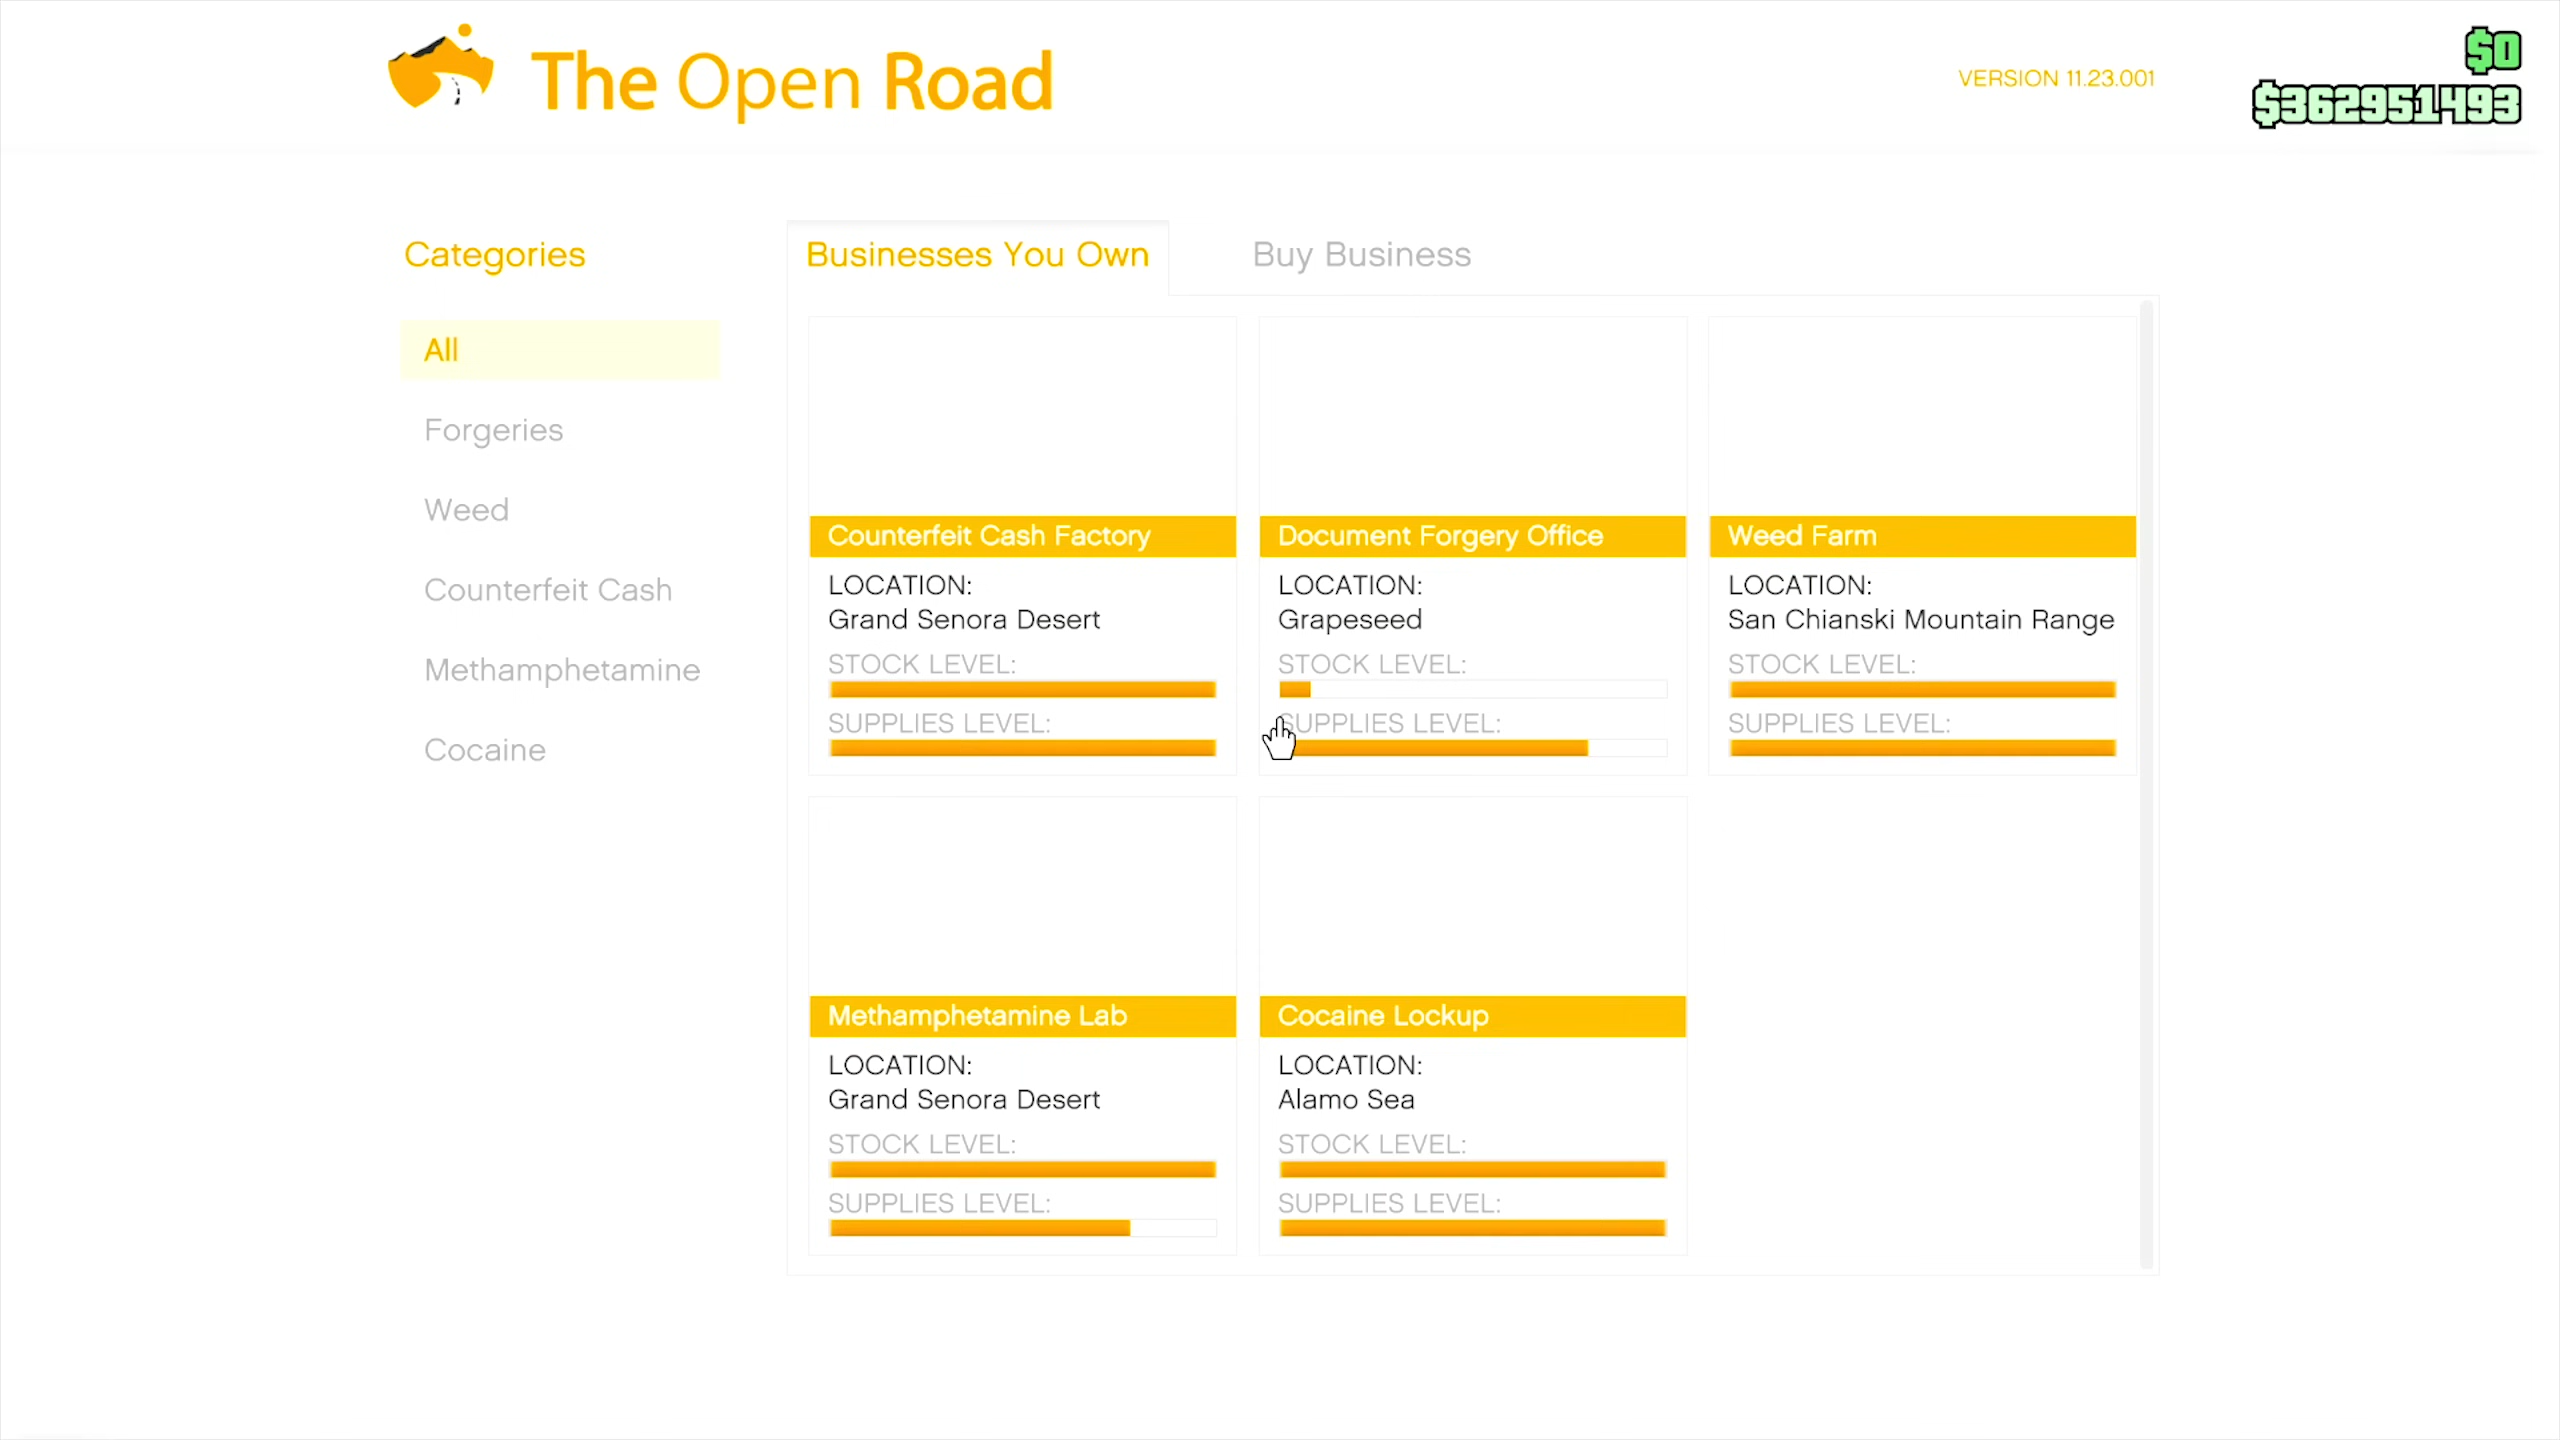 The Open Road
VERSION 11.23.001
$0
$362951493
Categories
All
Forgeries
Weed
Counterfeit Cash
Methamphetamine
Cocaine
Businesses You Own
Buy Business
Counterfeit Cash Factory
LOCATION:
Grand Senora Desert
STOCK LEVEL:
SUPPLIES LEVEL:
Document Forgery Office
LOCATION:
Grapeseed
STOCK LEVEL:
SUPPLIES LEVEL:
Weed Farm
LOCATION:
San Chianski Mountain Range
STOCK LEVEL:
SUPPLIES LEVEL:
Methamphetamine Lab
LOCATION:
Grand Senora Desert
STOCK LEVEL:
SUPPLIES LEVEL:
Cocaine Lockup
LOCATION:
Alamo Sea
STOCK LEVEL:
SUPPLIES LEVEL: